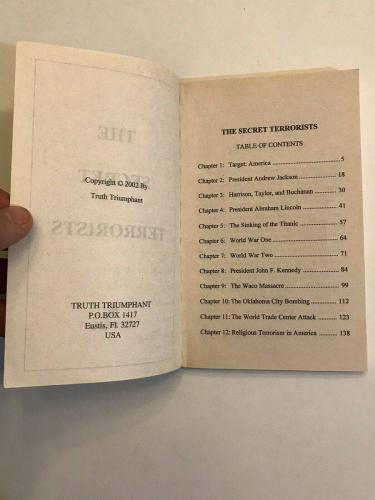 THE
SECRET
TERRORISTS
Copyright © 2002 By
Truth Triumphant
TRUTH TRIUMPHANT
P.O.BOX 1417
Eustis, Fl. 32727
USA
THE SECRET TERRORISTS
TABLE OF CONTENTS
Chapter 1: Target: America ........................ 5
Chapter 2: President Andrew Jackson ........................ 18
Chapter 3: Harrison, Taylor, and Buchanan ........................ 30
Chapter 4: President Abraham Lincoln ........................ 41
Chapter 5: The Sinking of the Titanic ........................ 57
Chapter 6: World War One ........................ 64
Chapter 7: World War Two ........................ 71
Chapter 8: President John F. Kennedy ........................ 84
Chapter 9: The Waco Massacre ........................ 99
Chapter 10: The Oklahoma City Bombing ............ 112
Chapter 11: The World Trade Center Attack ........... 123
Chapter 12: Religious Terrorism in America .......... 138